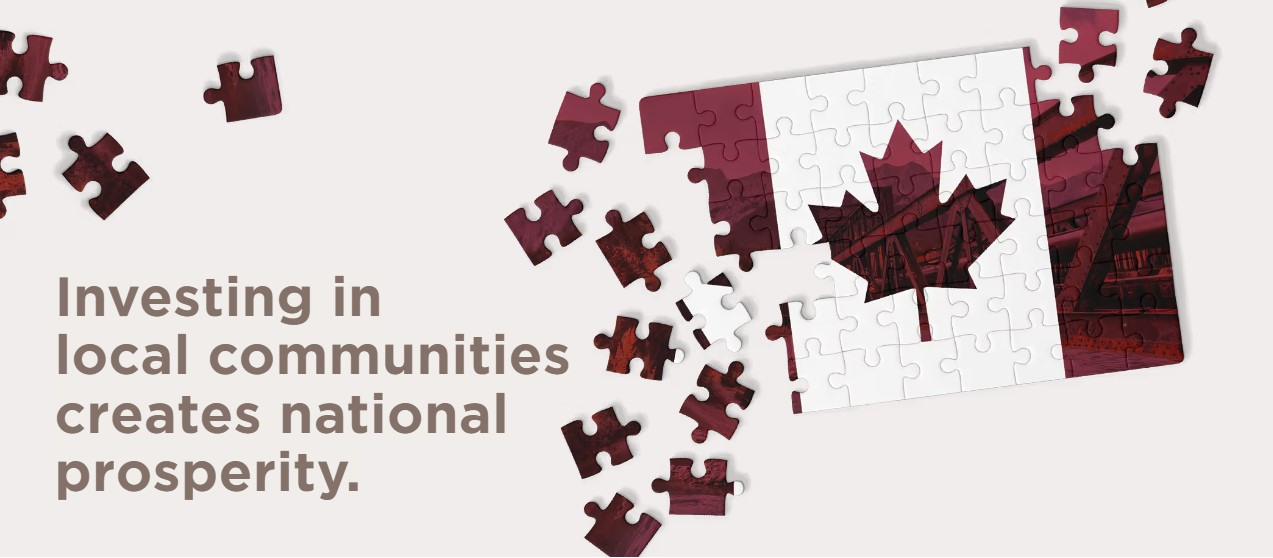 Investing in
local communities
creates national
prosperity.